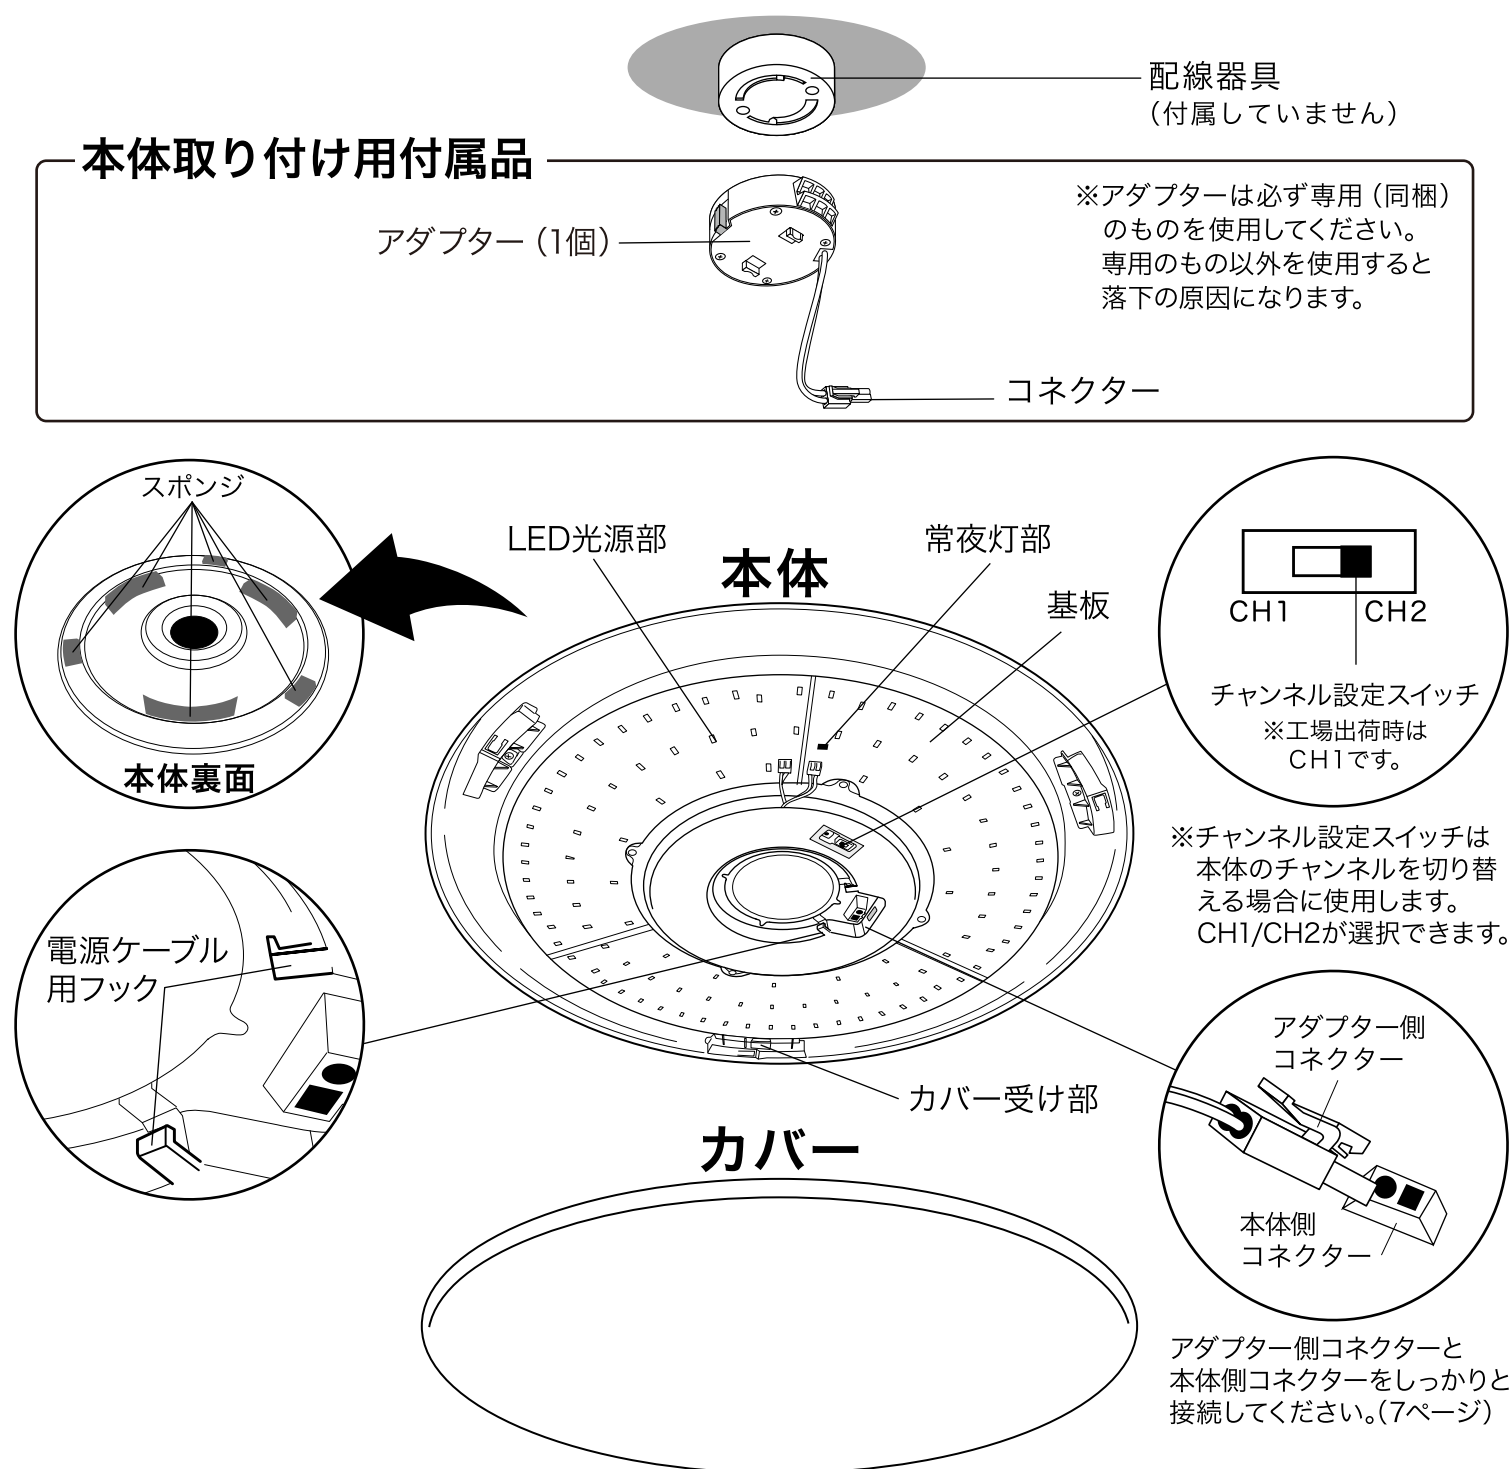 配線器具
（付属していません）
本体取り付け用付属品
アダプター（1個）
※アダプターは必ず専用（同梱）
のものを使用してください。
専用のもの以外を使用すると
落下の原因になります。
コネクター
スポンジ
本体裏面
LED光源部
本体
常夜灯部
基板
CH1
CH2
チャンネル設定スイッチ
※工場出荷時は
CH1です。
※チャンネル設定スイッチは
本体のチャンネルを切り替
える場合に使用します。
CH1/CH2が選択できます。
電源ケーブル
用フック
カバー受け部
アダプター側
コネクター
本体側
コネクター
カバー
アダプター側コネクターと
本体側コネクターをしっかりと
接続してください。（7ページ）